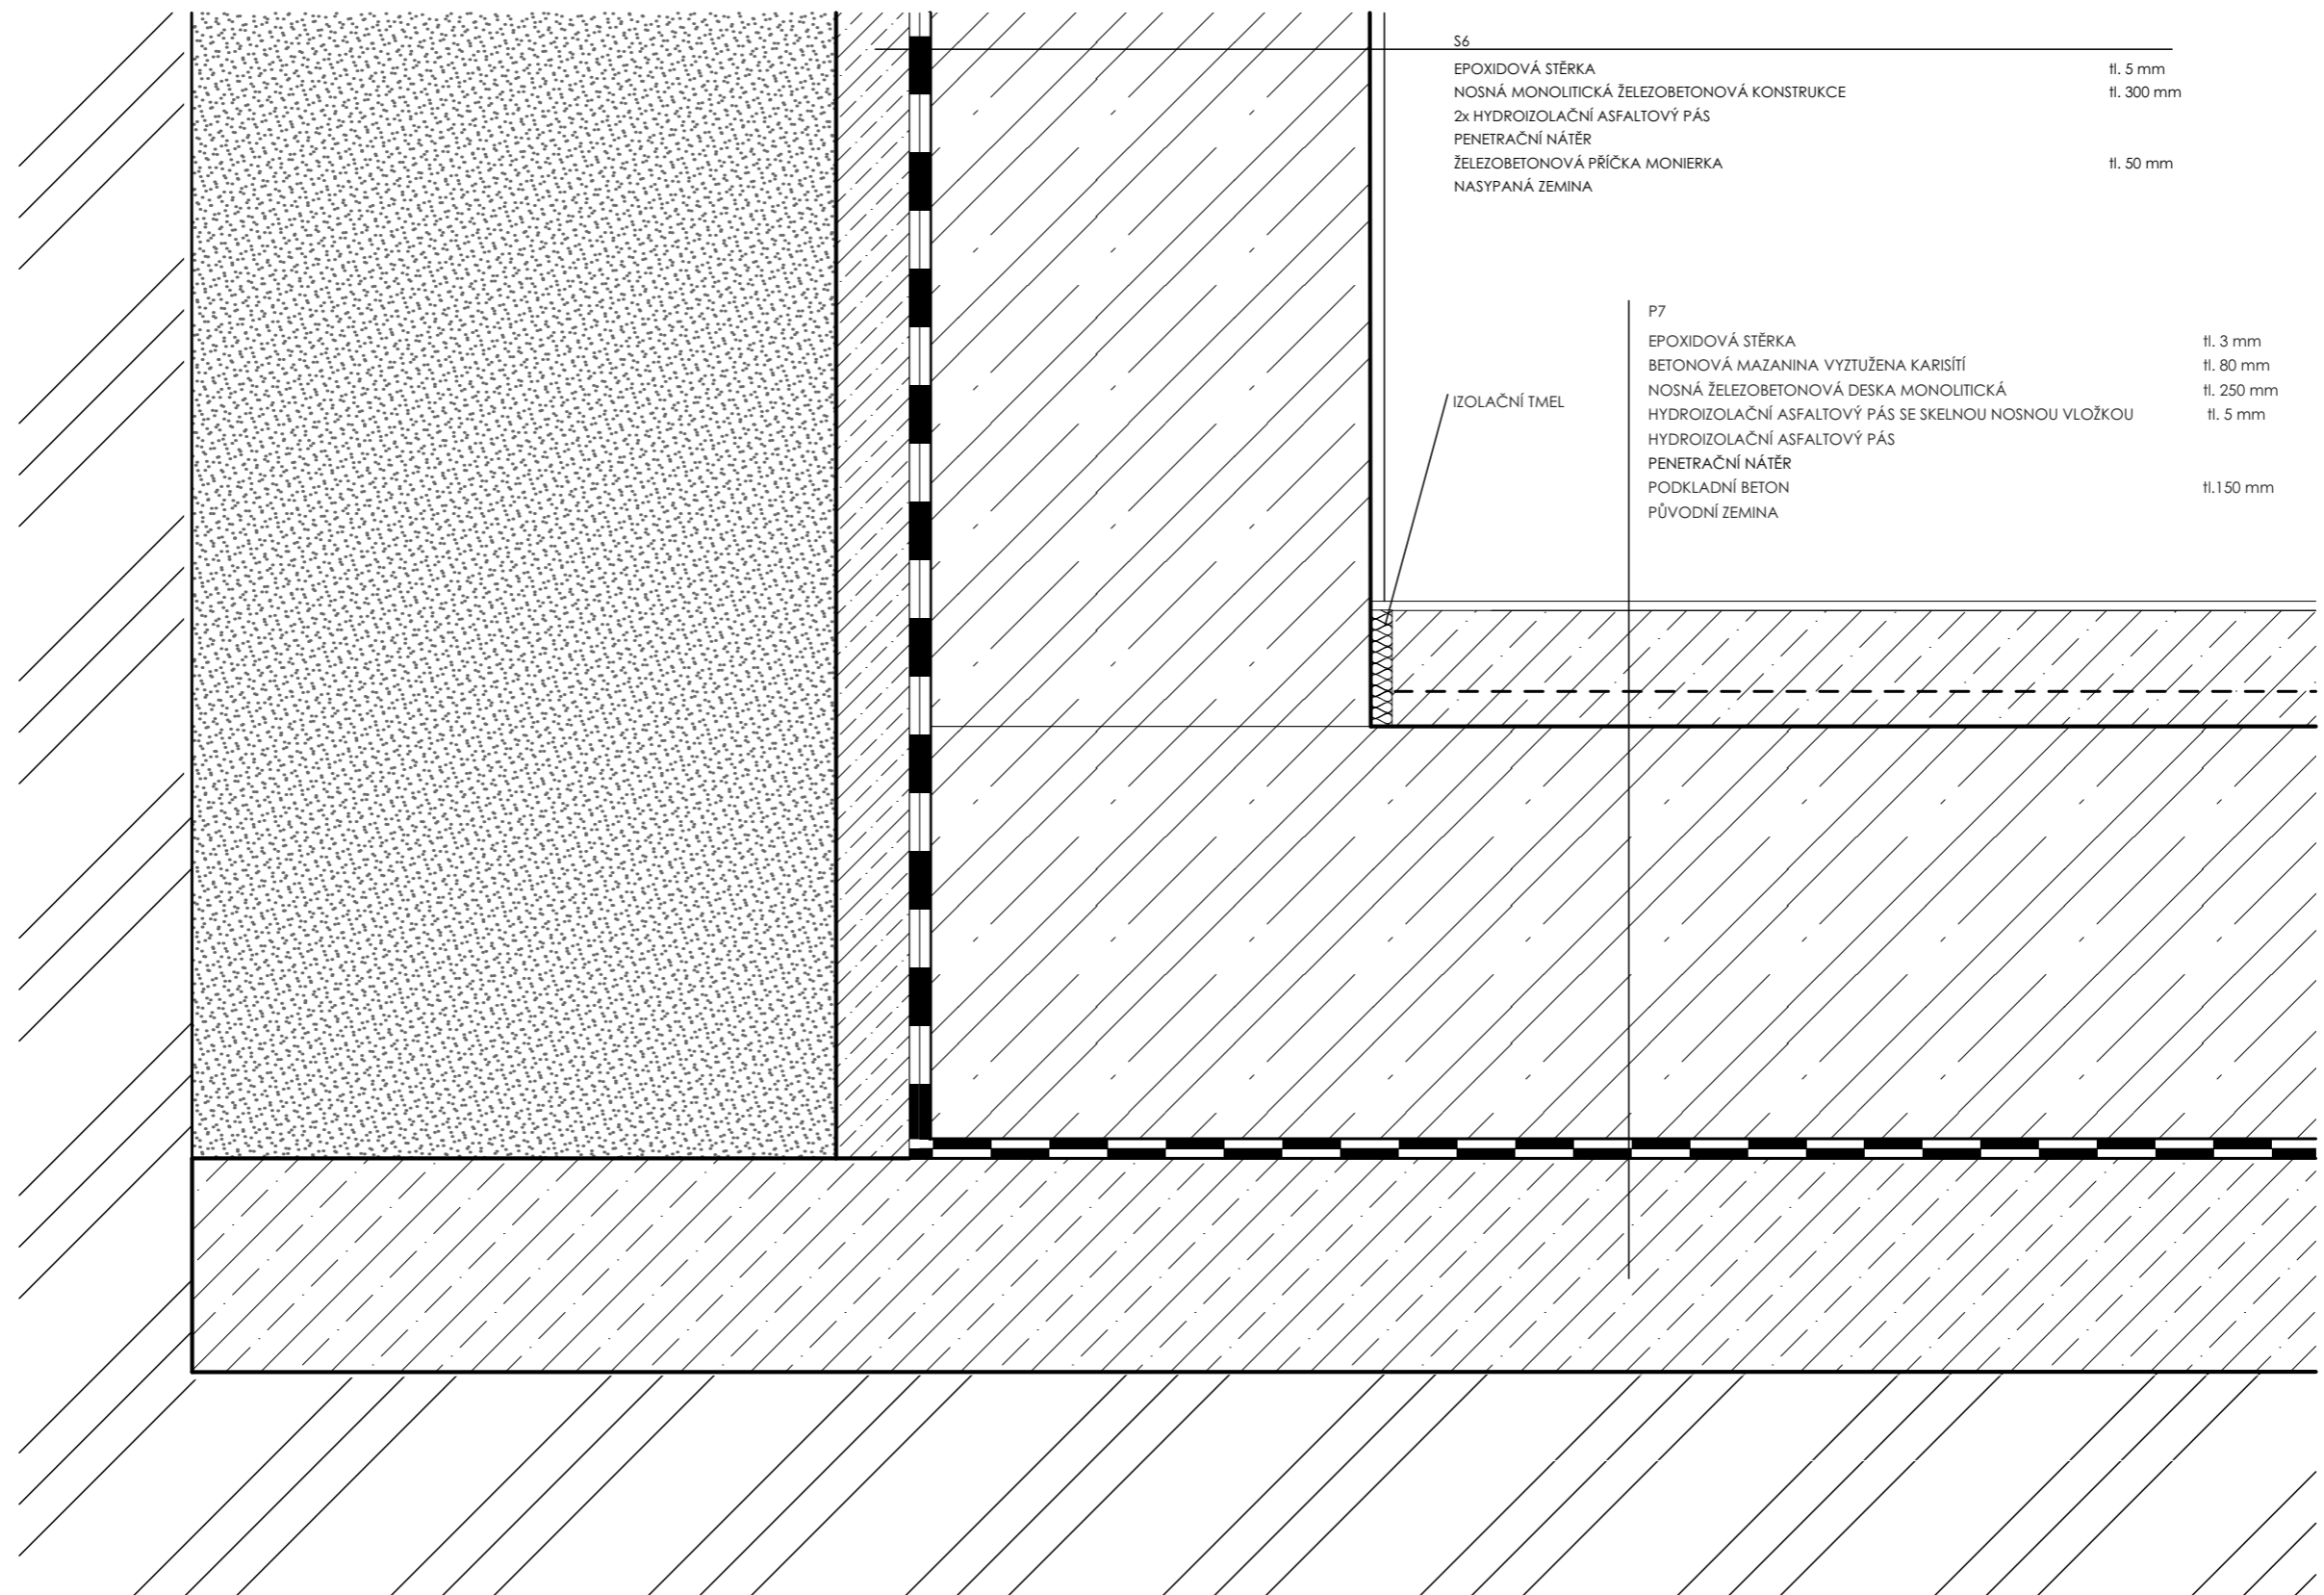 S6
EPOXIDOVÁ STĚRKA tl. 5 mm
NOSNÁ MONOLITICKÁ ŽELEZOBETONOVÁ KONSTRUKCE tl. 300 mm
2x HYDROIZOLAČNÍ ASFALTOVÝ PÁS
PENETRAČNÍ NÁTĚR
ŽELEZOBETONOVÁ PŘÍČKA MONIERKA tl. 50 mm
NASYPANÁ ZEMINA
P7
EPOXIDOVÁ STĚRKA tl. 3 mm
BETONOVÁ MAZANINA VYZTUŽENA KARISÍTÍ tl. 80 mm
NOSNÁ ŽELEZOBETONOVÁ DESKA MONOLITICKÁ tl. 250 mm
HYDROIZOLAČNÍ ASFALTOVÝ PÁS SE SKELNOU NOSNOU VLOŽKOU tl. 5 mm
HYDROIZOLAČNÍ ASFALTOVÝ PÁS
PENETRAČNÍ NÁTĚR
PODKLADNÍ BETON tl.150 mm
PŮVODNÍ ZEMINA
IZOLAČNÍ TMEL